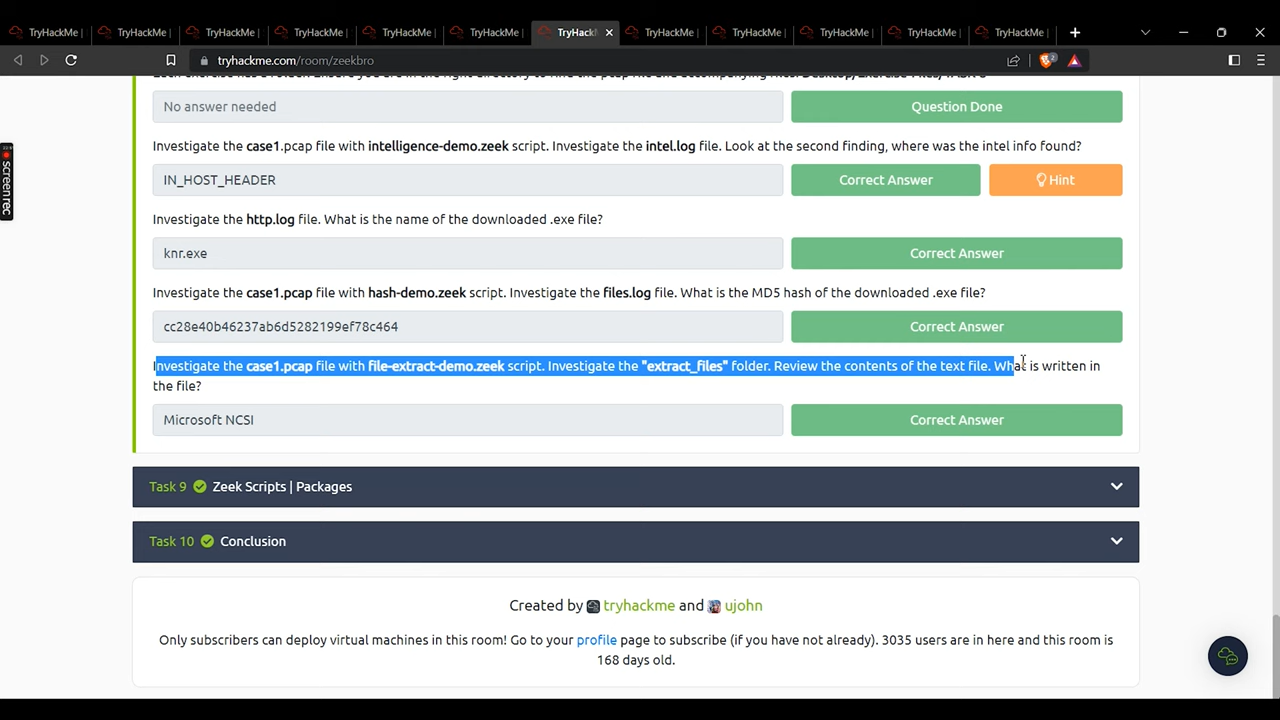 TryHackMe | TryHackMe | TryHackMe | TryHackMe | TryHackMe | TryHackMe TryHackM TryHackMe TryHackMe | TryHackMe | TryHackMe | TryHackMe |
tryhackme.com/room/zeekbro
2
No answer needed
Question Done
Investigate the case1.pcap file with intelligence-demo.zeek script. Investigate the intel.log file. Look at the second finding, where was the intel info found?
IN_HOST_HEADER
Correct Answer
Hint
Investigate the http.log file. What is the name of the downloaded .exe file?
knr.exe
Correct Answer
Investigate the case1.pcap file with hash-demo.zeek script. Investigate the files.log file. What is the MD5 hash of the downloaded .exe file?
cc28e40b46237ab6d5282199ef78c464
Correct Answer
Investigate the case1.pcap file with file-extract-demo.zeek script. Investigate the "extract_files" folder. Review the contents of the text file. What is written in
the file?
Microsoft NCSI
Correct Answer
Task 9 Zeek Scripts | Packages
Task 10 Conclusion
Created by tryhackme and ujohn
Only subscribers can deploy virtual machines in this room! Go to your profile page to subscribe (if you have not already). 3035 users are in here and this room is
168 days old.
screen rec